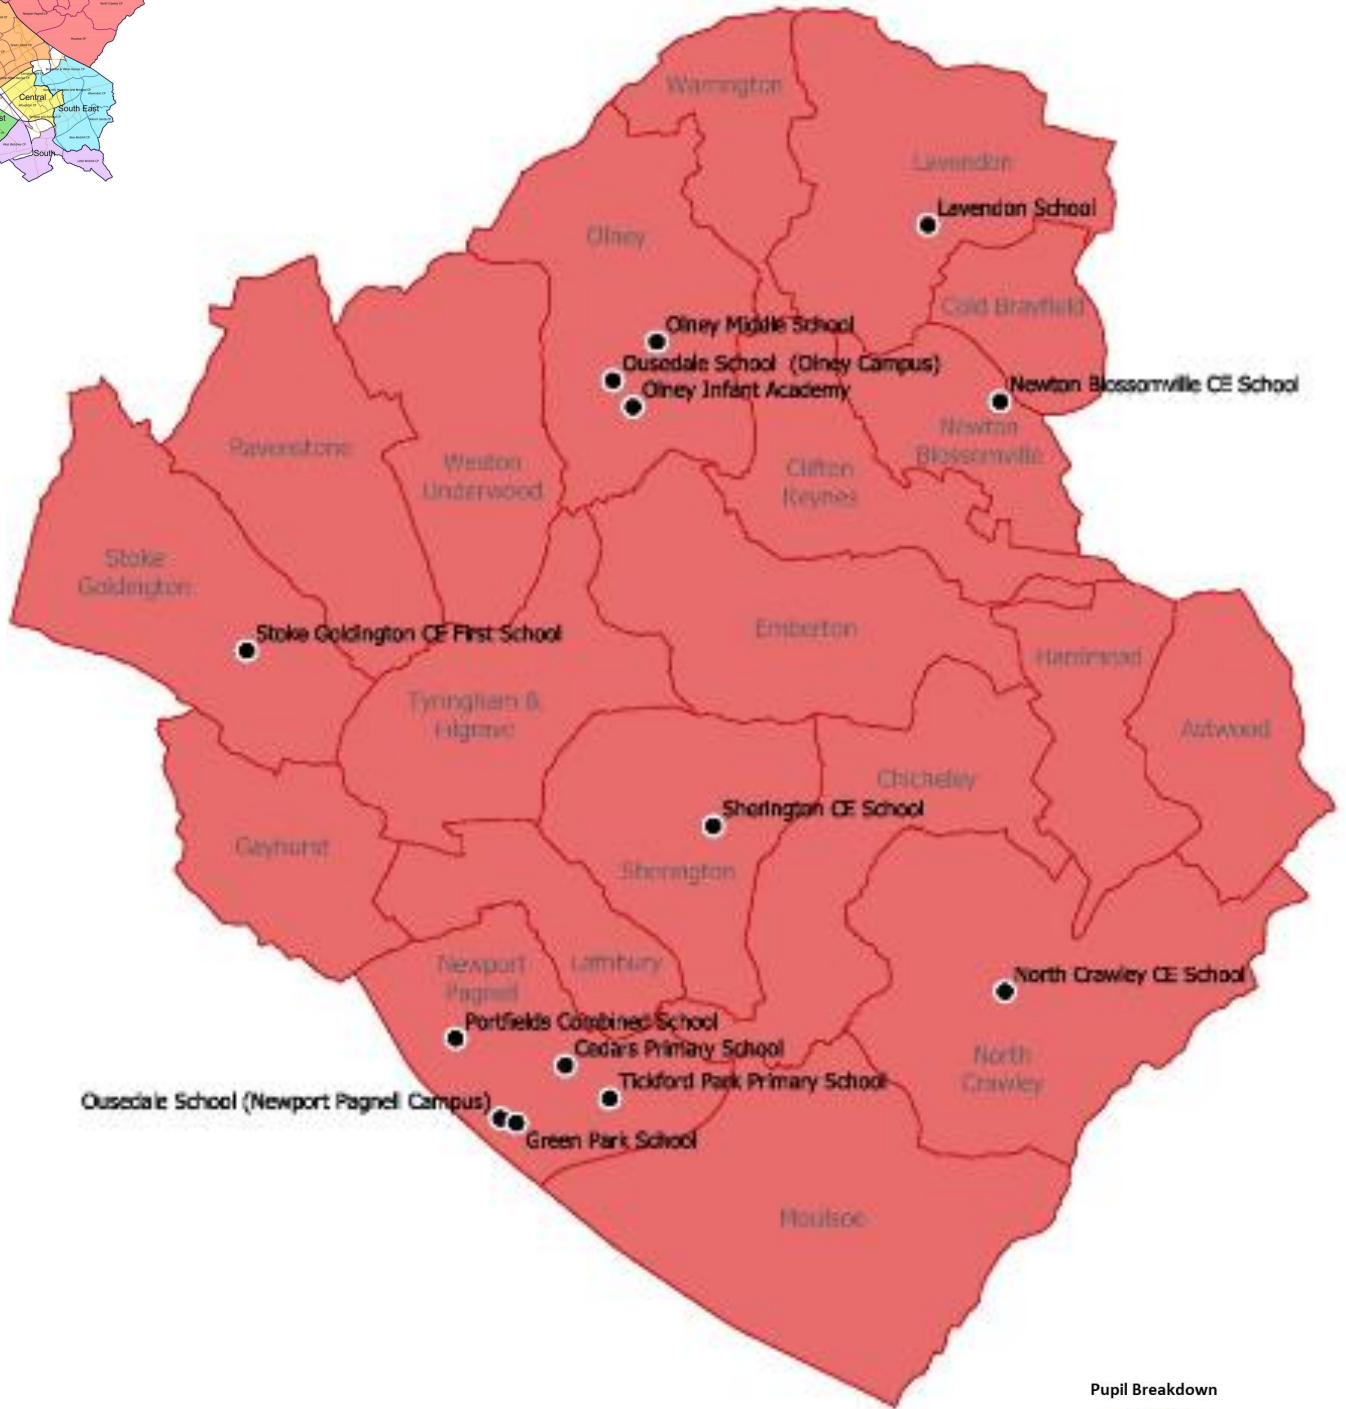 Central
South East
South
Warrington
Lavendon
Lavendon School
Olney
Cold Brayfield
Olney Middle School
Ousedale School (Olney Campus)
Olney Infant Academy
Newton Blossomville CE School
Newton
Blossomville
Ravenstone
Weston
Underwood
Clifton
Reynes
Stoke
Goldington
Stoke Goldington CE First School
Emberton
Hardmead
Tyringham &
Filgrave
Astwood
Chicheley
Sherington CE School
Gayhurst
Sherington
Newport
Pagnell
Lathbury
North Crawley CE School
Portfields Combined School
Cedars Primary School
North
Crawley
Tickford Park Primary School
Ousedale School (Newport Pagnell Campus)
Green Park School
Moulsoe
Pupil Breakdown